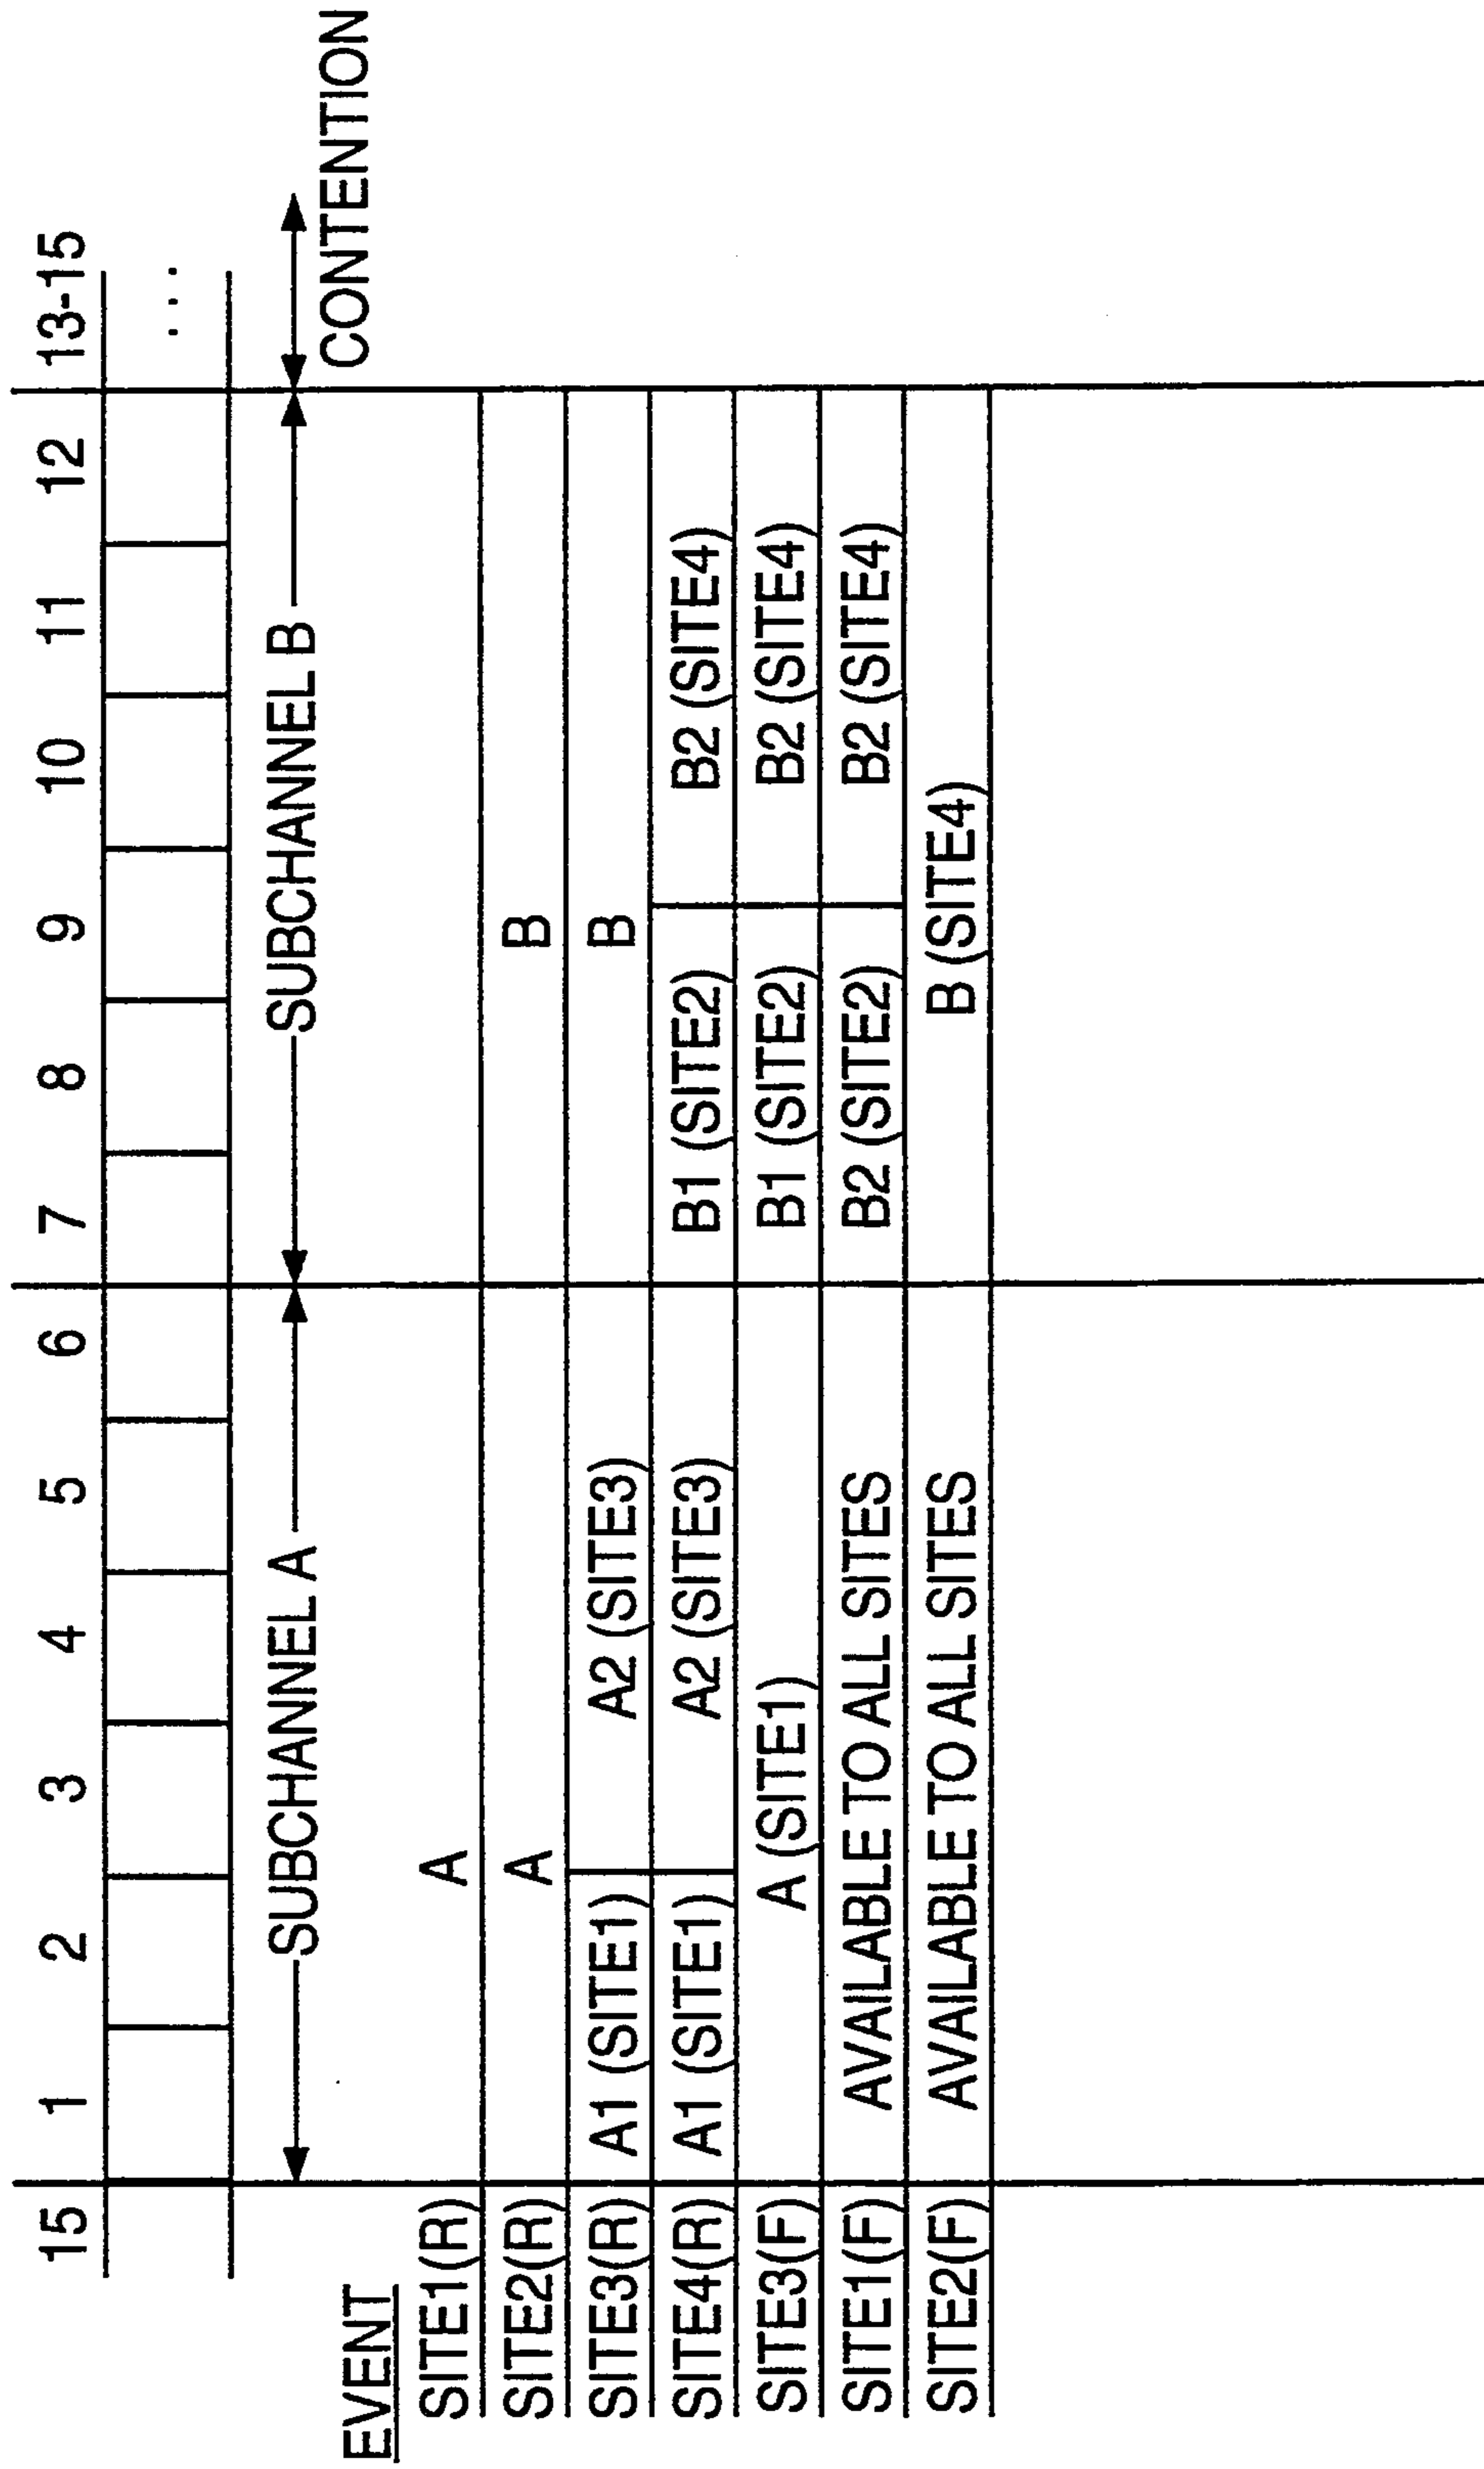 15 1 2 3 4 5 6 7 8 9 10 11 12 13-15
...
SUBCHANNEL A SUBCHANNEL B
CONTENTION
EVENT
SITE1(R) A
SITE2(R) A B
SITE3(R) A1 (SITE1) A2 (SITE3) B
SITE4(R) A1 (SITE1) A2 (SITE3) B1 (SITE2) B2 (SITE4)
SITE3(F) A (SITE1) B1 (SITE2) B2 (SITE4)
SITE1(F) AVAILABLE TO ALL SITES B2 (SITE2) B2 (SITE4)
SITE2(F) AVAILABLE TO ALL SITES B (SITE4)